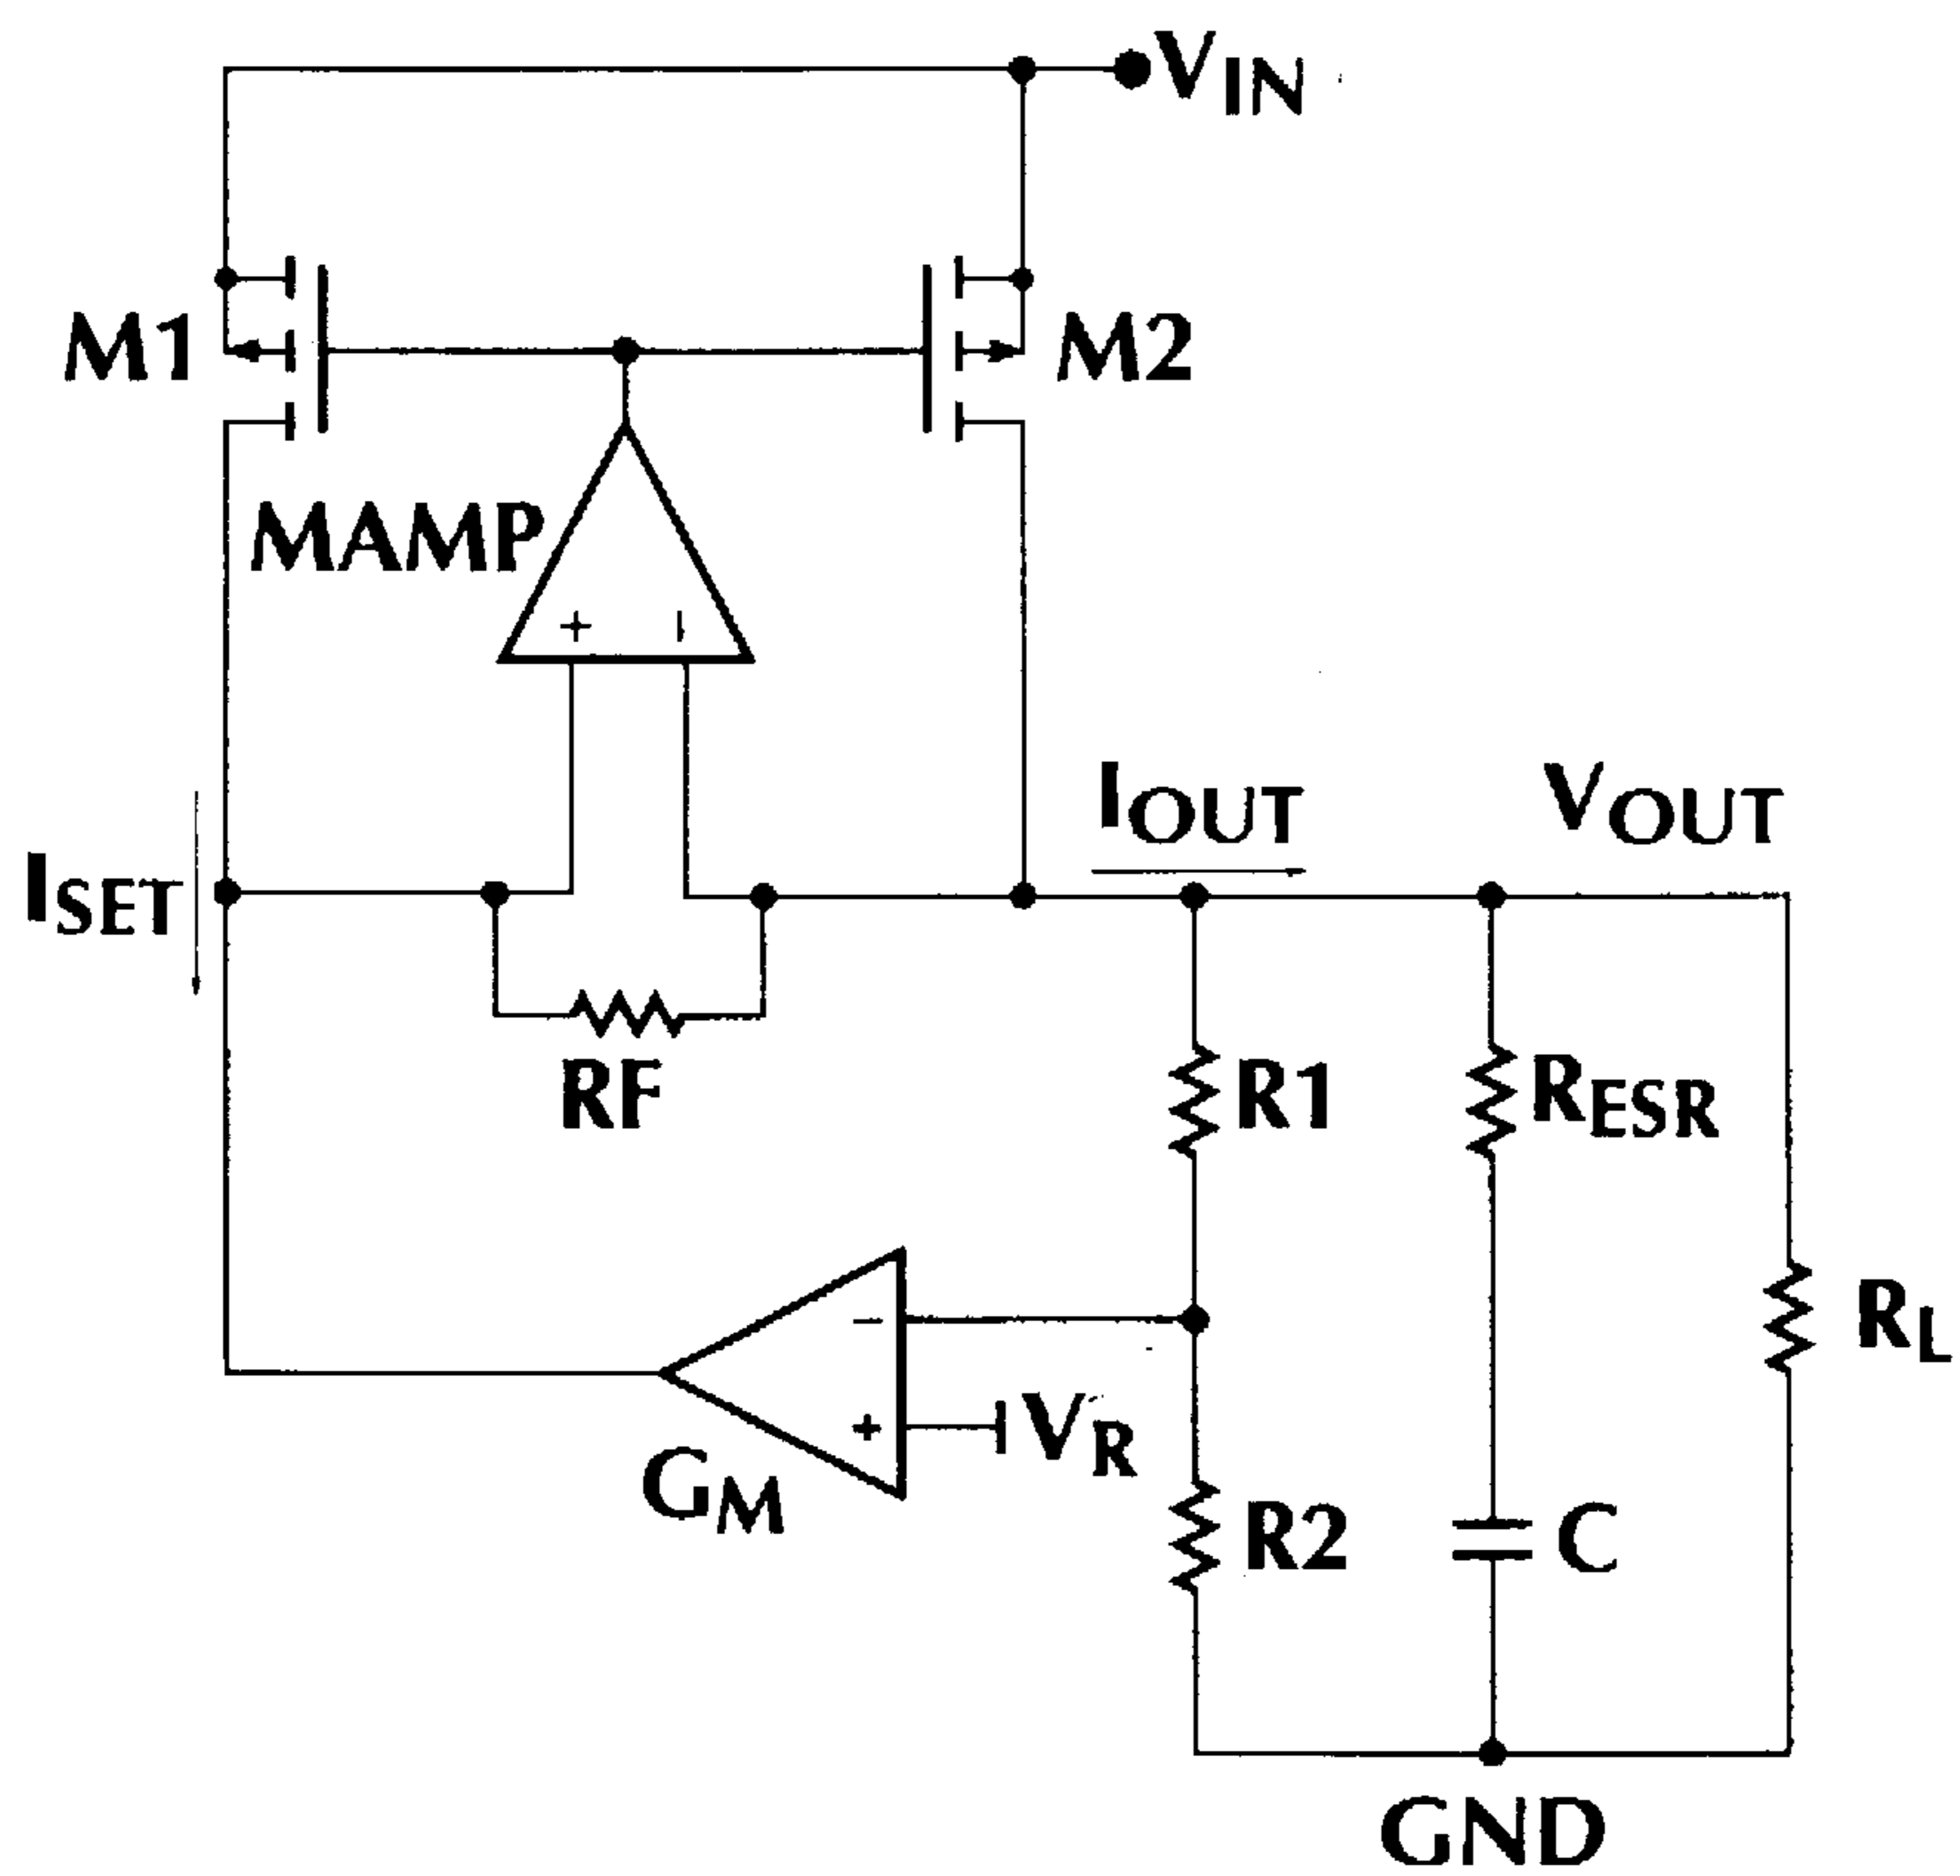 VIN
M1
M2
MAMP
+ −
IOUT
VOUT
ISET
RF
R1
RESR
−
+
VR
GM
RL
R2
C
GND